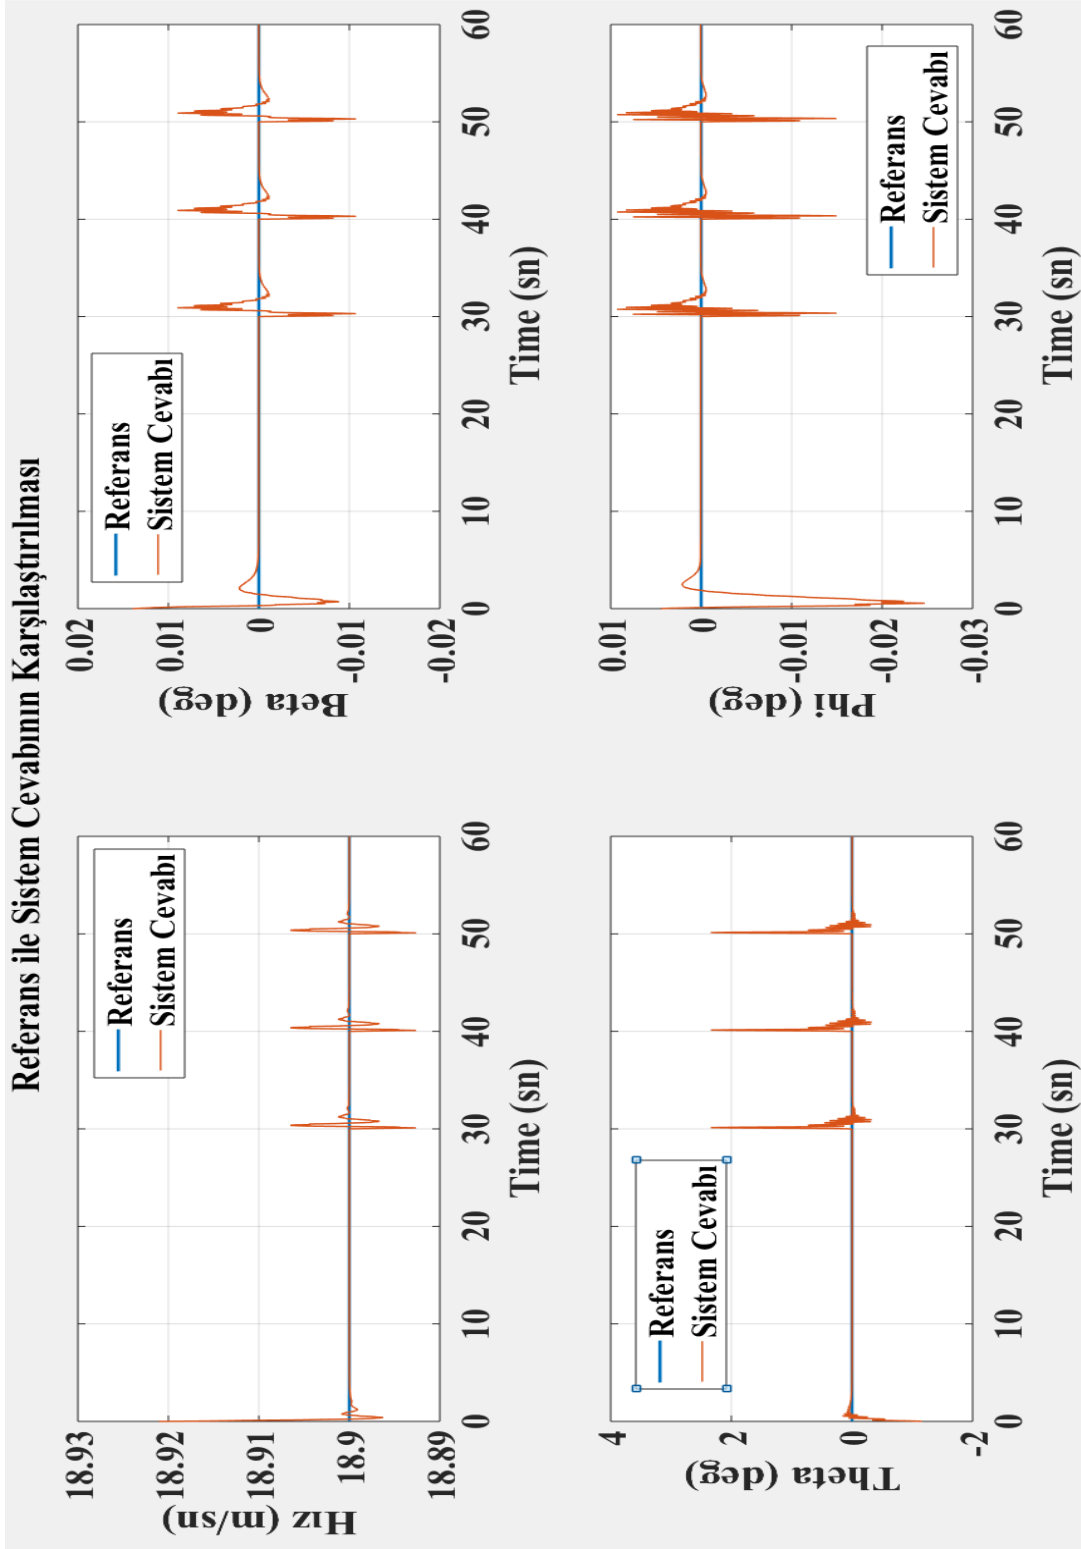 Referans ile Sistem Cevabının Karşılaştırılması
18.93
18.92
18.91
18.9
18.89
Hız (m/sn)
0 10 20 30 40 50 60
Time (sn)
Referans
Sistem Cevabı
0.02
0.01
0
-0.01
-0.02
Beta (deg)
0 10 20 30 40 50 60
Time (sn)
Referans
Sistem Cevabı
4
2
0
-2
Theta (deg)
0 10 20 30 40 50 60
Time (sn)
Referans
Sistem Cevabı
0.01
0
-0.01
-0.02
-0.03
Phi (deg)
0 10 20 30 40 50 60
Time (sn)
Referans
Sistem Cevabı